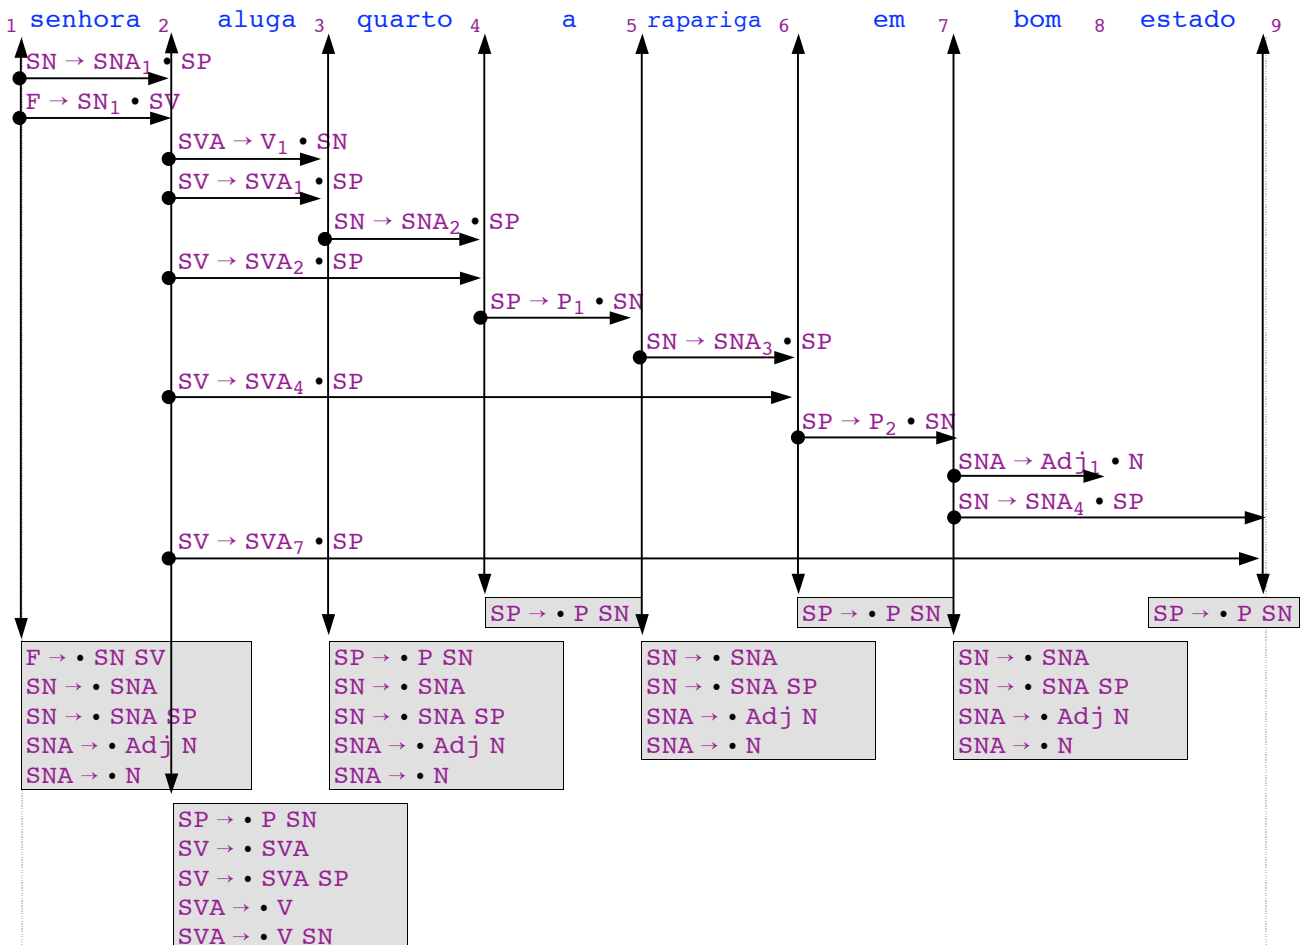 1 senhora 2 aluga 3 quarto 4 a 5 rapariga 6 em 7 bom 8 estado 9
SN → SNA₁ • SP
F → SN₁ • SV
SVA → V₁ • SN
SV → SVA₁ • SP
SN → SNA₂ • SP
SV → SVA₂ • SP
SP → P₁ • SN
SN → SNA₃ • SP
SV → SVA₄ • SP
SP → P₂ • SN
SNA → Adj₁ • N
SN → SNA₄ • SP
SV → SVA₇ • SP
SP → • P SN
SP → • P SN
SP → • P SN
F → • SN SV
SN → • SNA
SN → • SNA SP
SNA → • Adj N
SNA → • N
SP → • P SN
SN → • SNA
SN → • SNA SP
SNA → • Adj N
SNA → • N
SN → • SNA
SN → • SNA SP
SNA → • Adj N
SNA → • N
SN → • SNA
SN → • SNA SP
SNA → • Adj N
SNA → • N
SP → • P SN
SV → • SVA
SV → • SVA SP
SVA → • V
SVA → • V SN